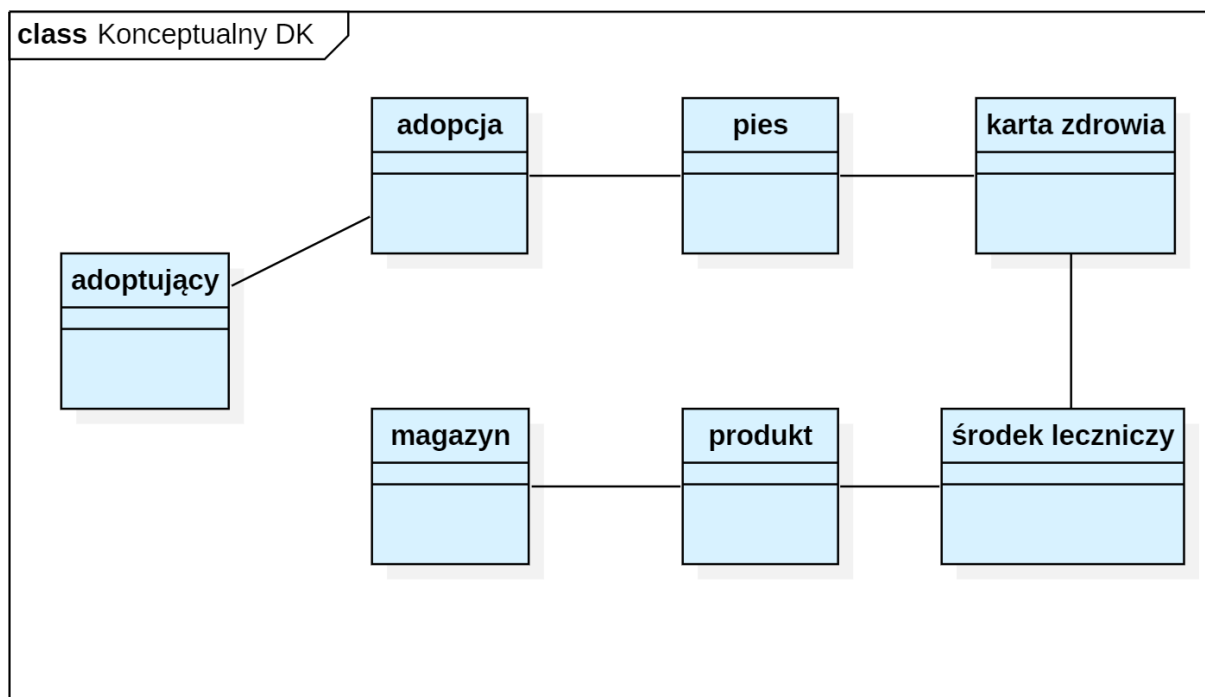 class Konceptualny DK
adopcja
pies
karta zdrowia
adoptujący
magazyn
produkt
środek leczniczy